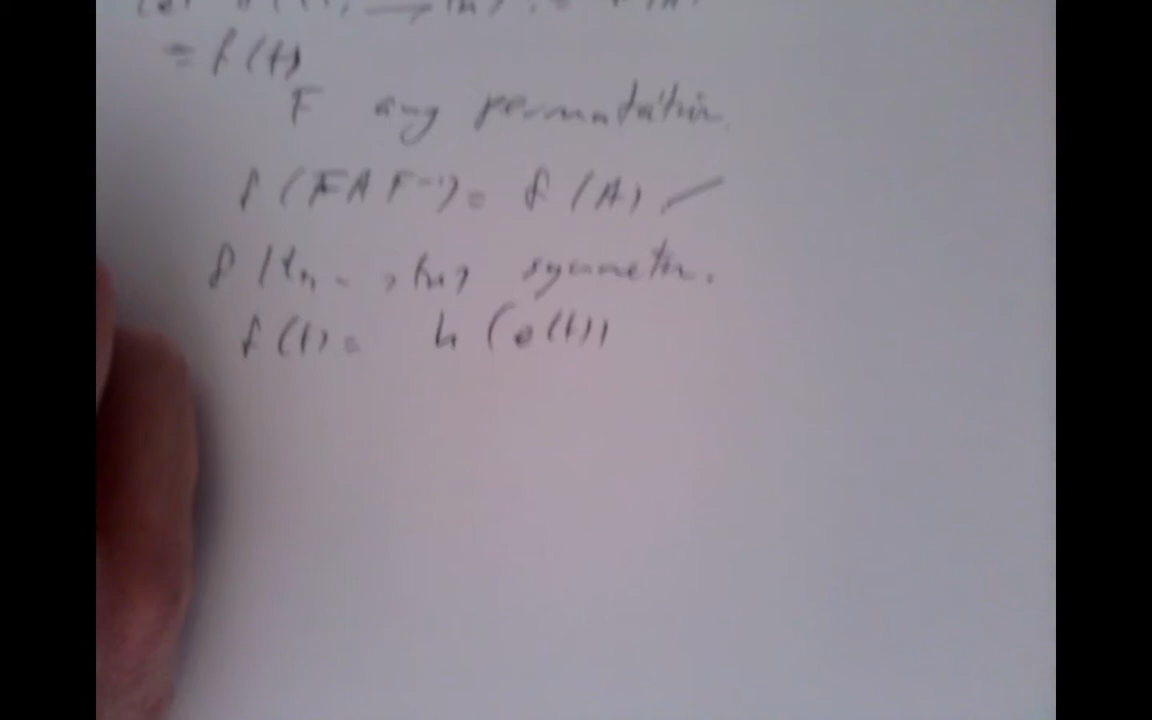 = f(t)
F any permutation.
f(FAF⁻¹) = f(A)
f(t₁, - , tn) symmetric.
f(t) = h(e(t))